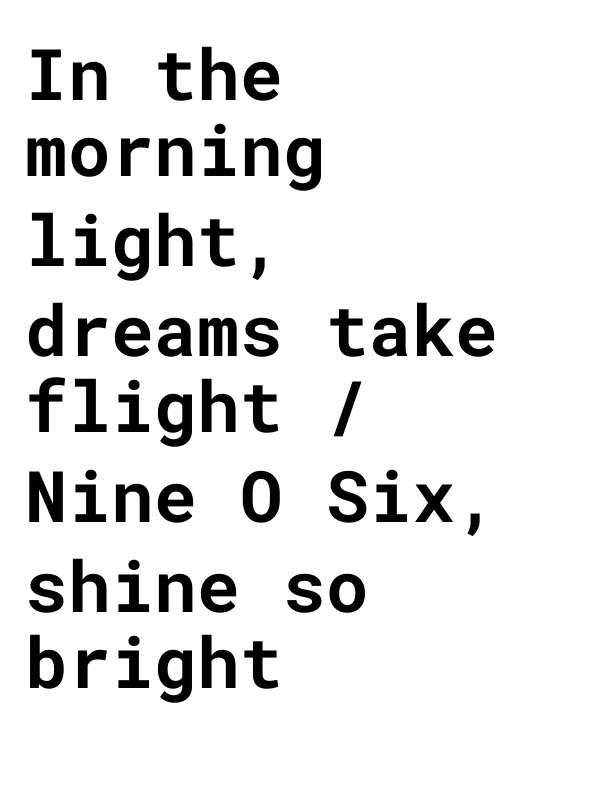 In the
morning
light,
dreams take
flight /
Nine O Six,
shine so
bright